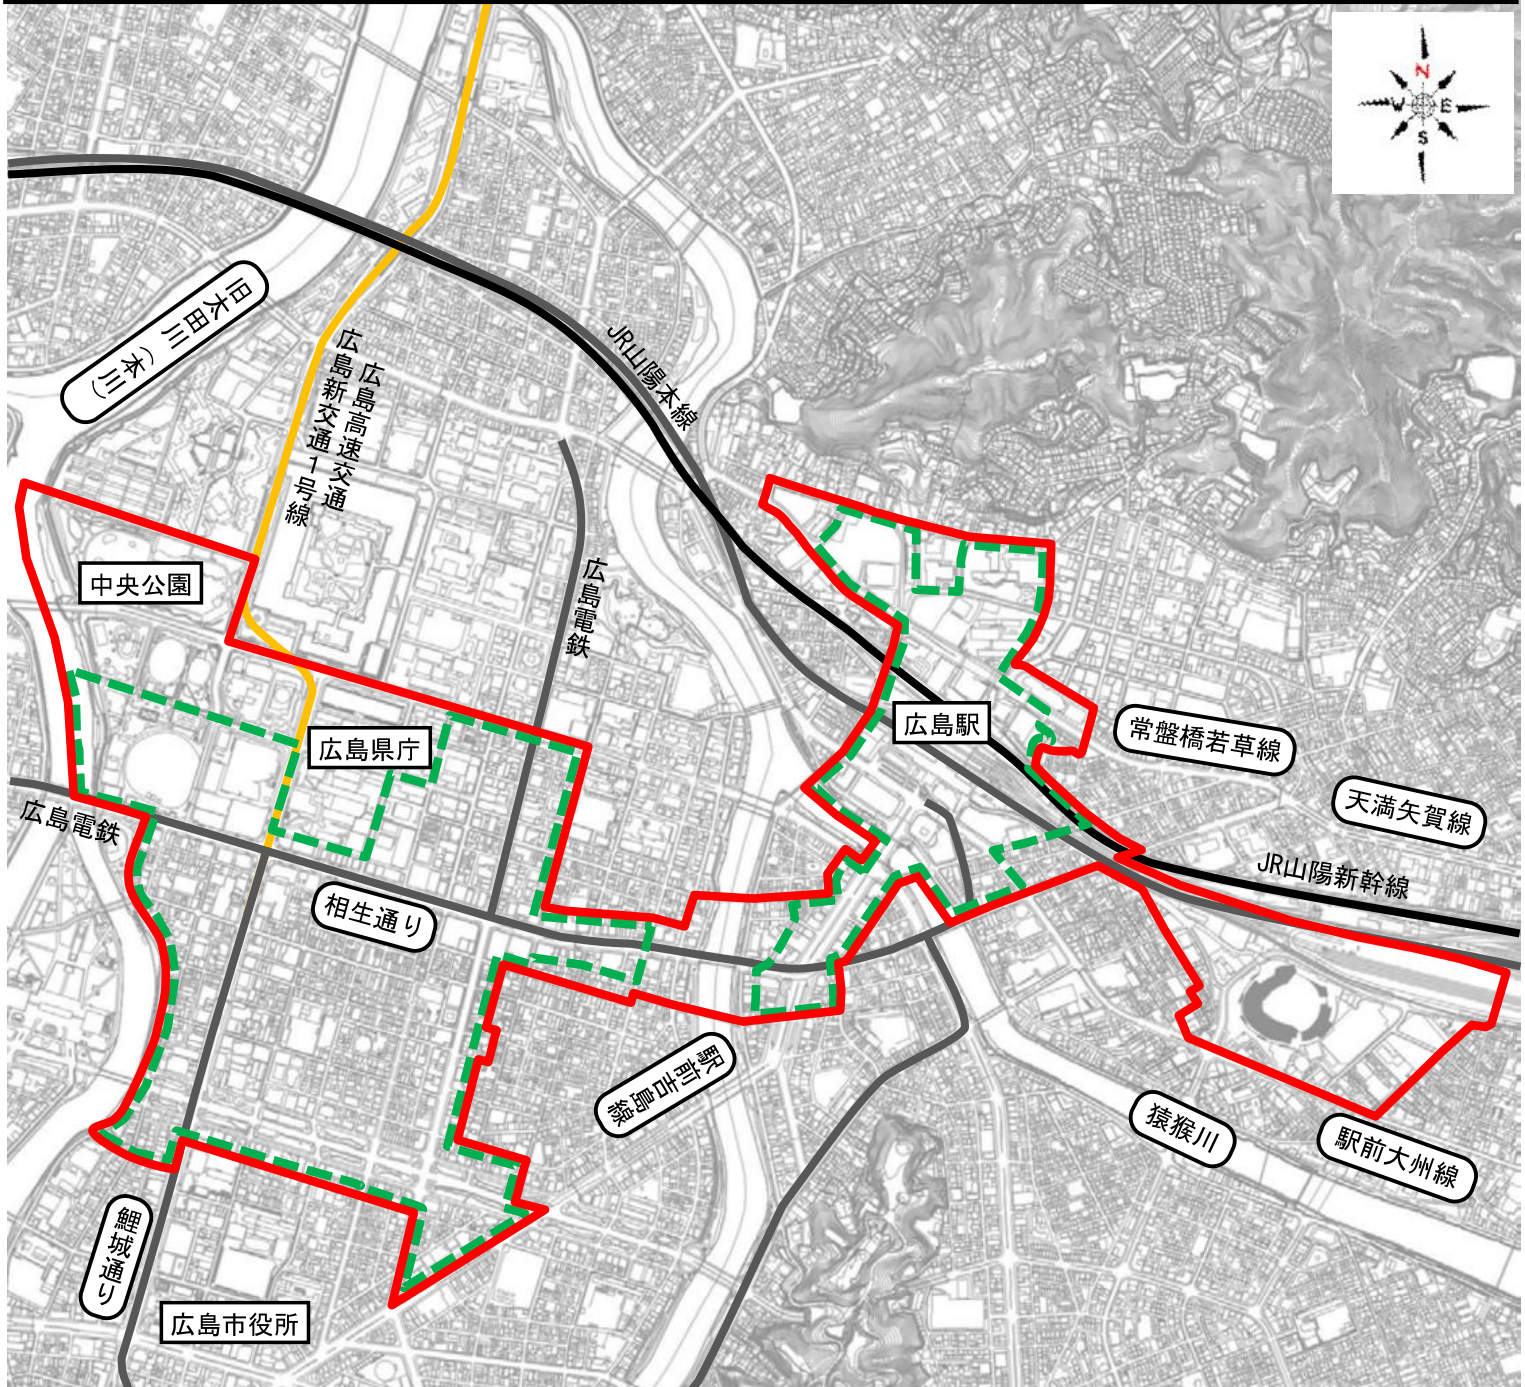 N
W
E
S
旧太田川（本川）
広島高速交通
広島新交通１号線
JR山陽本線
広島電鉄
中央公園
広島県庁
広島駅
常盤橋若草線
天満矢賀線
広島電鉄
JR山陽新幹線
相生通り
駅前吉島線
猿猴川
駅前大州線
鯉城通り
広島市役所